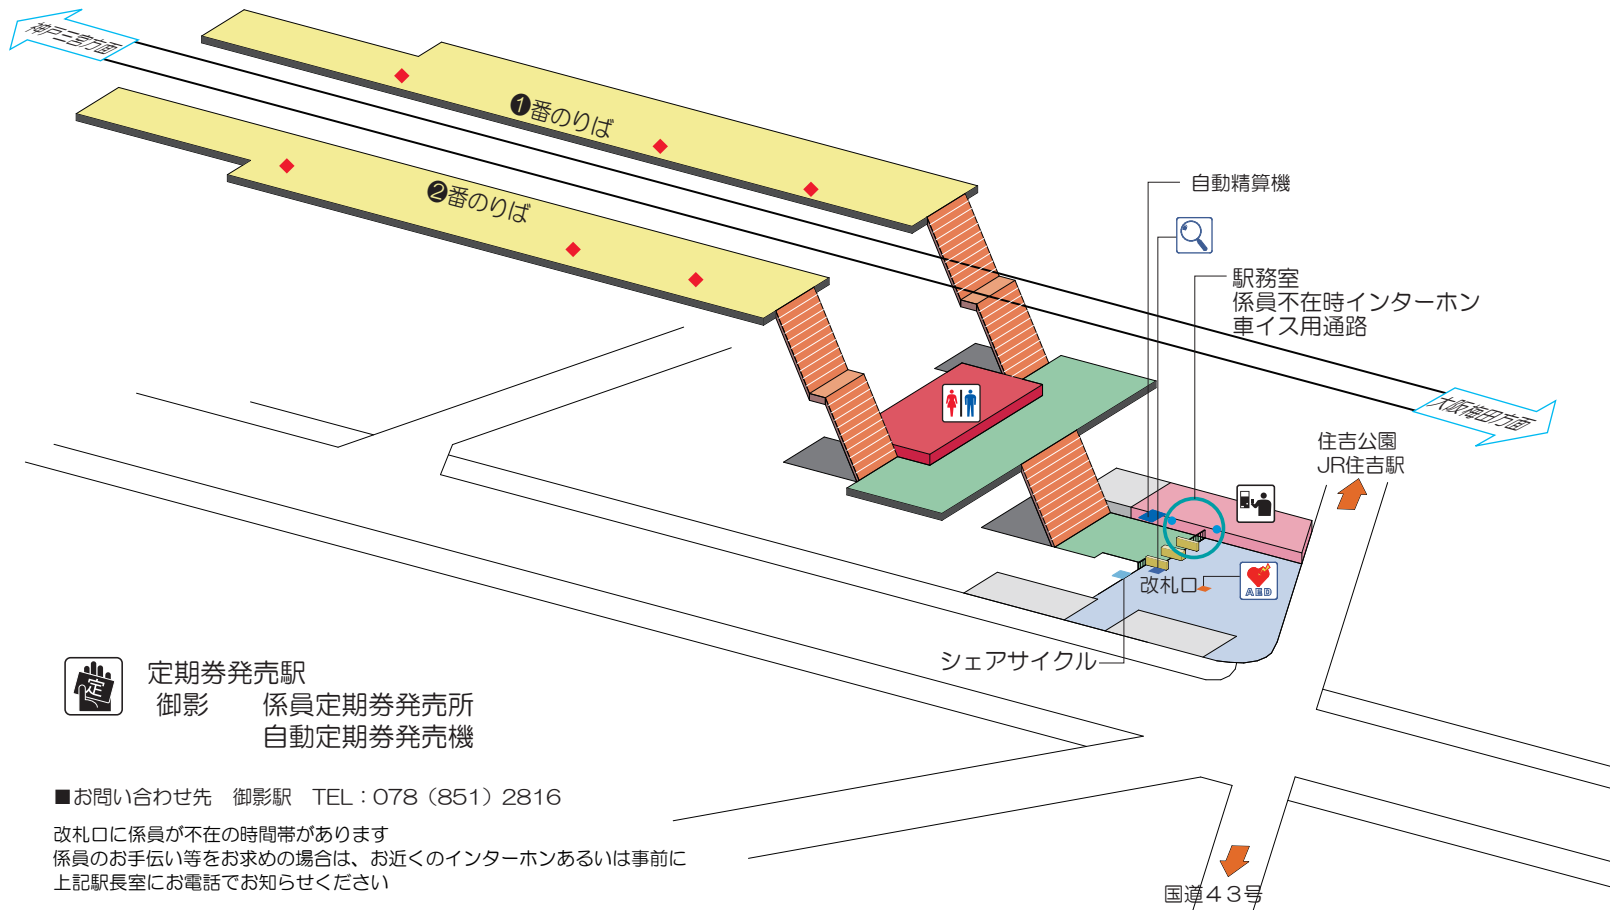 神戸三宮方面
❶番のりば
❷番のりば
自動精算機
駅務室
係員不在時インターホン
車イス用通路
大阪梅田方面
住吉公園
JR住吉駅
改札口
AED
シェアサイクル
定
定期券発売駅
御影　係員定期券発売所
自動定期券発売機
■お問い合わせ先　御影駅　TEL：078（851）2816
改札口に係員が不在の時間帯があります
係員のお手伝い等をお求めの場合は、お近くのインターホンあるいは事前に
上記駅長室にお電話でお知らせください
国道４３号